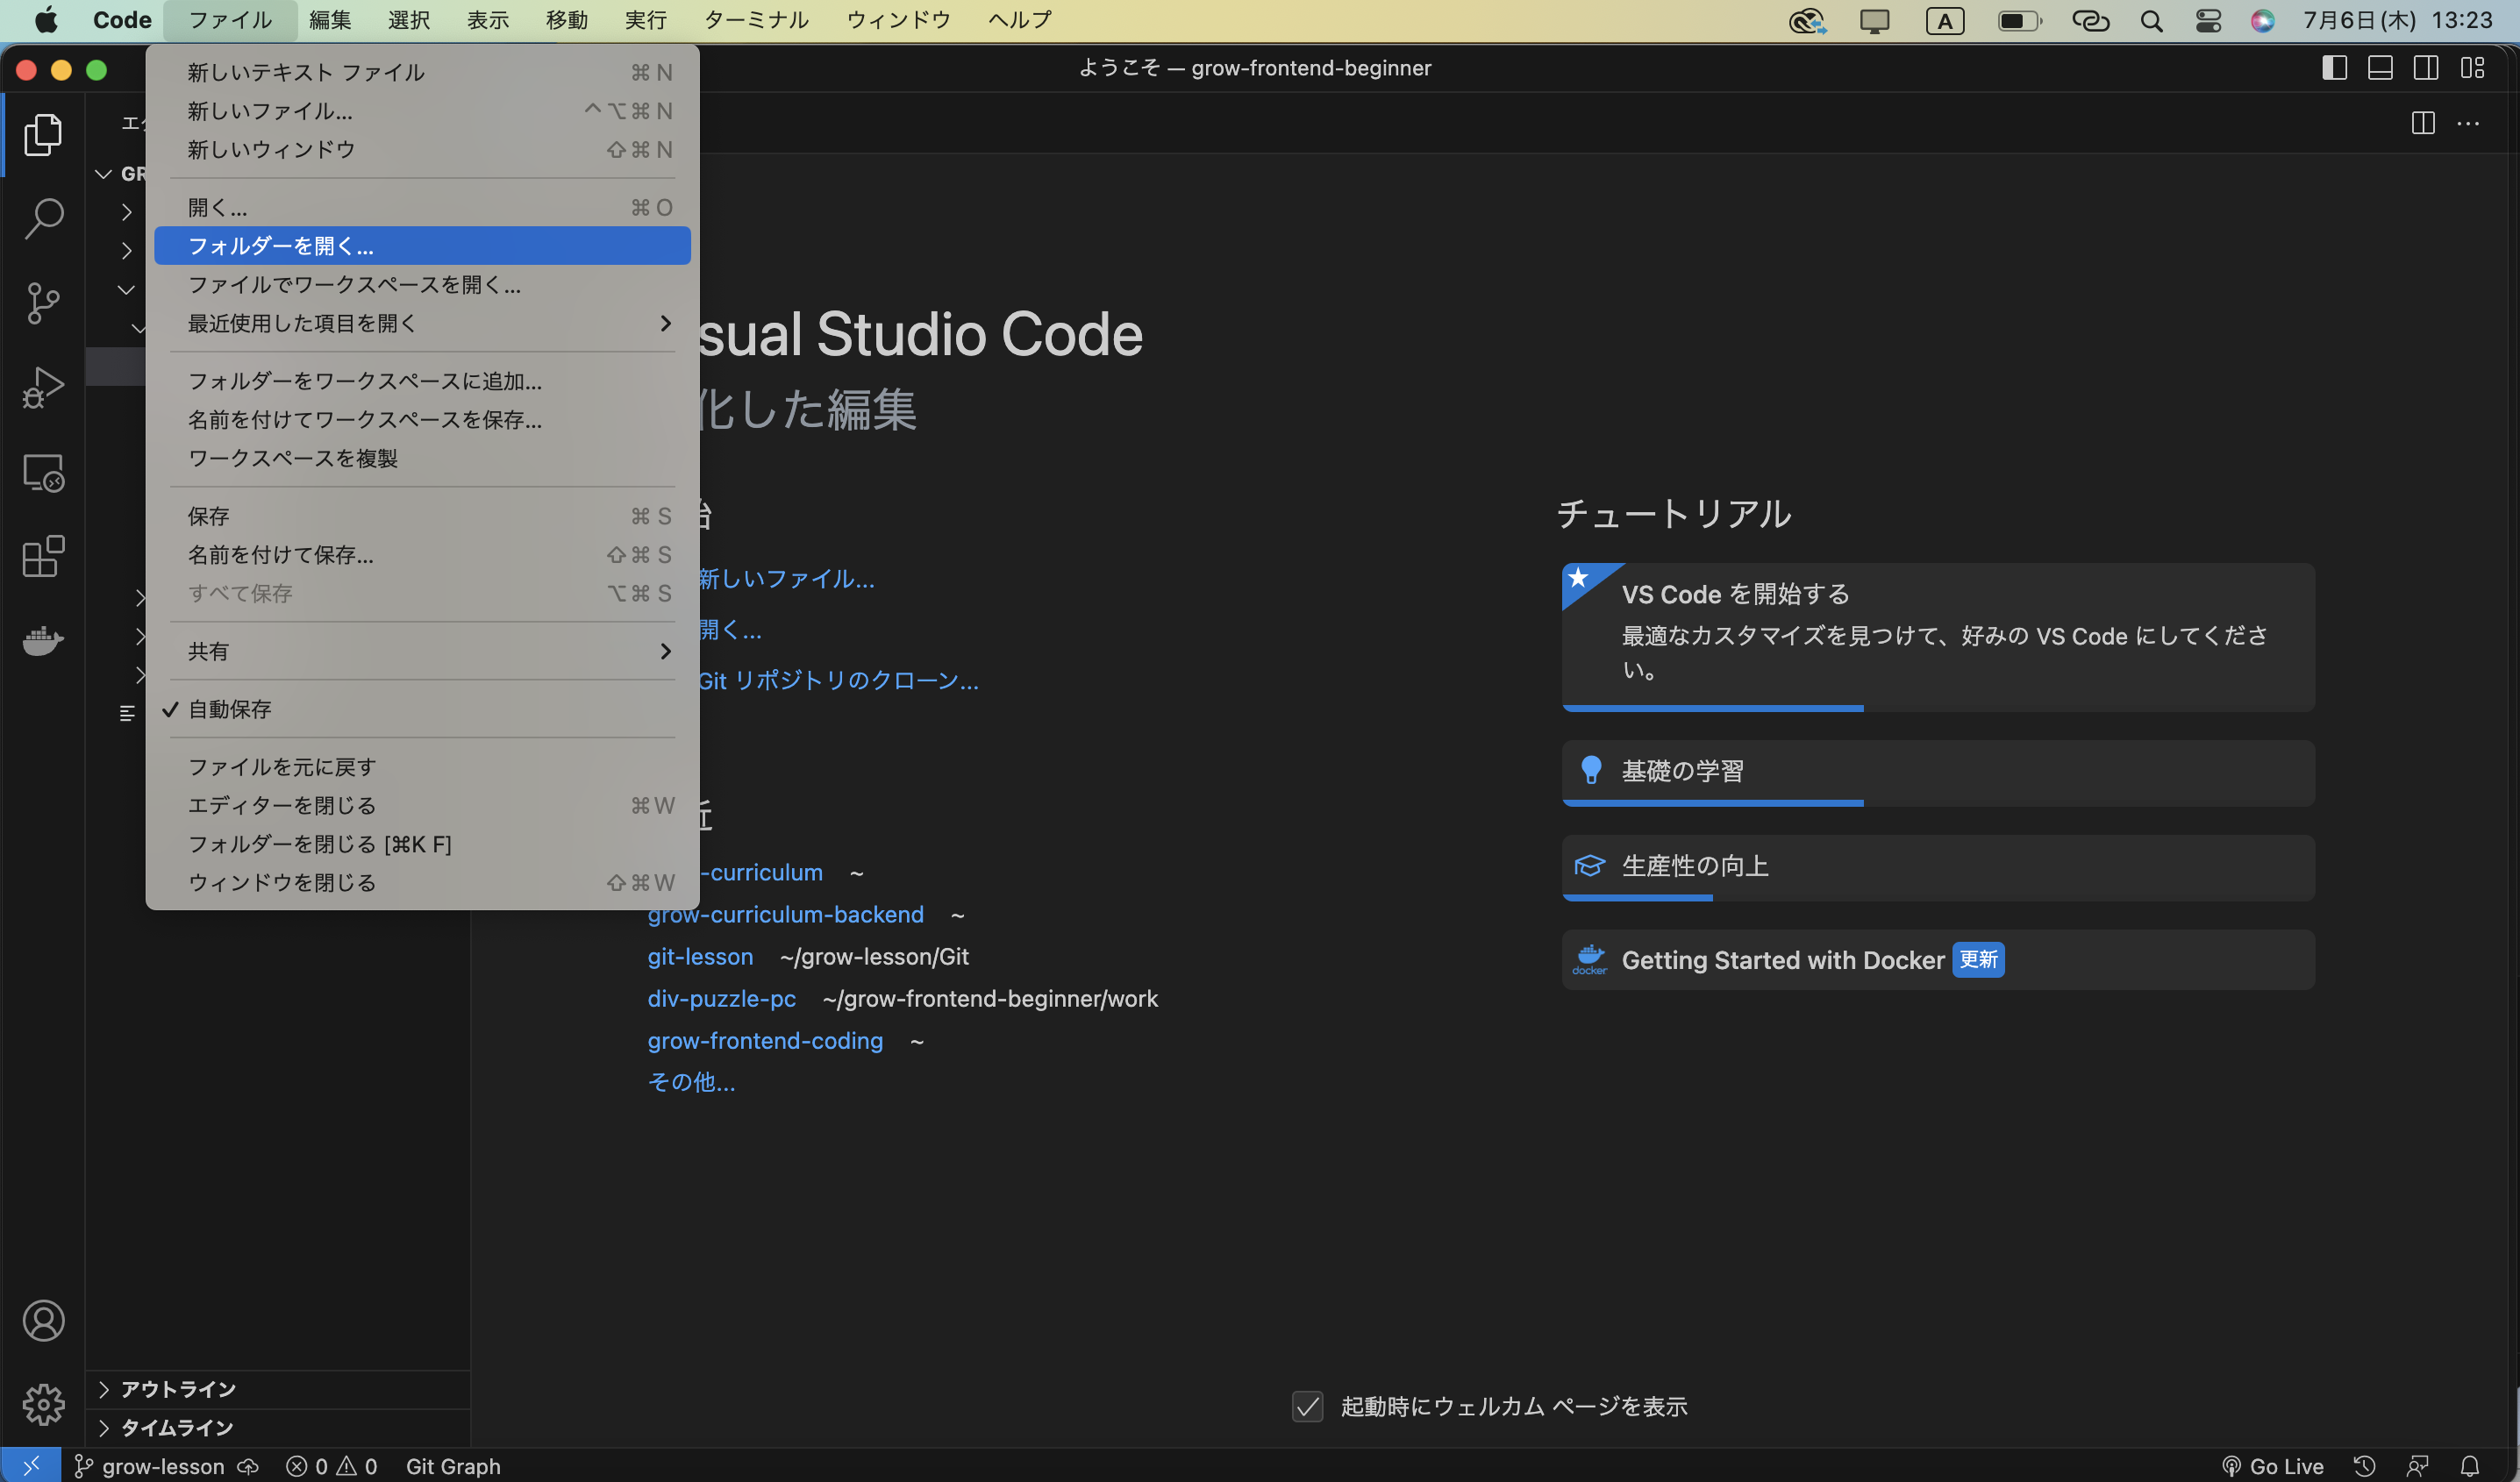 Code ファイル 編集 選択 表示 移動 実行 ターミナル ウィンドウ ヘルプ A 7月6日(木) 13:23
ようこそ — grow-frontend-beginner
新しいテキスト ファイル ⌘ N
新しいファイル... ^⌥⌘ N
新しいウィンドウ ⇧⌘ N
開く... ⌘ O
フォルダーを開く...
ファイルでワークスペースを開く...
最近使用した項目を開く
フォルダーをワークスペースに追加...
名前を付けてワークスペースを保存...
ワークスペースを複製
保存 ⌘ S
名前を付けて保存... ⇧⌘ S
すべて保存 ⌥⌘ S
共有
自動保存
ファイルを元に戻す
エディターを閉じる ⌘W
フォルダーを閉じる [⌘K F]
ウィンドウを閉じる ⇧⌘W
GR
sual Studio Code
化した編集
新しいファイル...
開く...
Git リポジトリのクローン...
-curriculum ~
grow-curriculum-backend ~
git-lesson ~/grow-lesson/Git
div-puzzle-pc ~/grow-frontend-beginner/work
grow-frontend-coding ~
その他...
チュートリアル
VS Code を開始する
最適なカスタマイズを見つけて、好みの VS Code にしてくださ
い。
基礎の学習
生産性の向上
docker Getting Started with Docker 更新
起動時にウェルカム ページを表示
アウトライン
タイムライン
grow-lesson 0 0 Git Graph Go Live